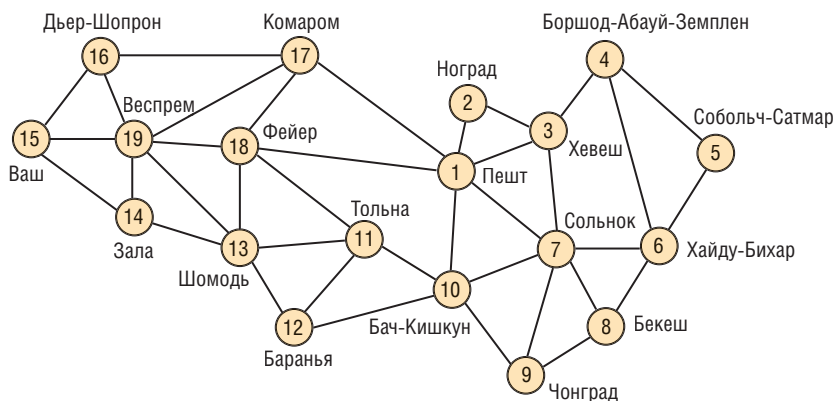 Дьер-Шопрон
Комаром
Боршод-Абауй-Земплен
16
17
4
Ноград
Веспрем
2
Собольч-Сатмар
15
19
18
Фейер
3
Хевеш
5
Ваш
1
Пешт
Тольна
Сольнок
14
13
11
7
6
Хайду-Бихар
Зала
Шомодь
10
12
Бач-Кишкун
8
Бекеш
Баранья
9
Чонград